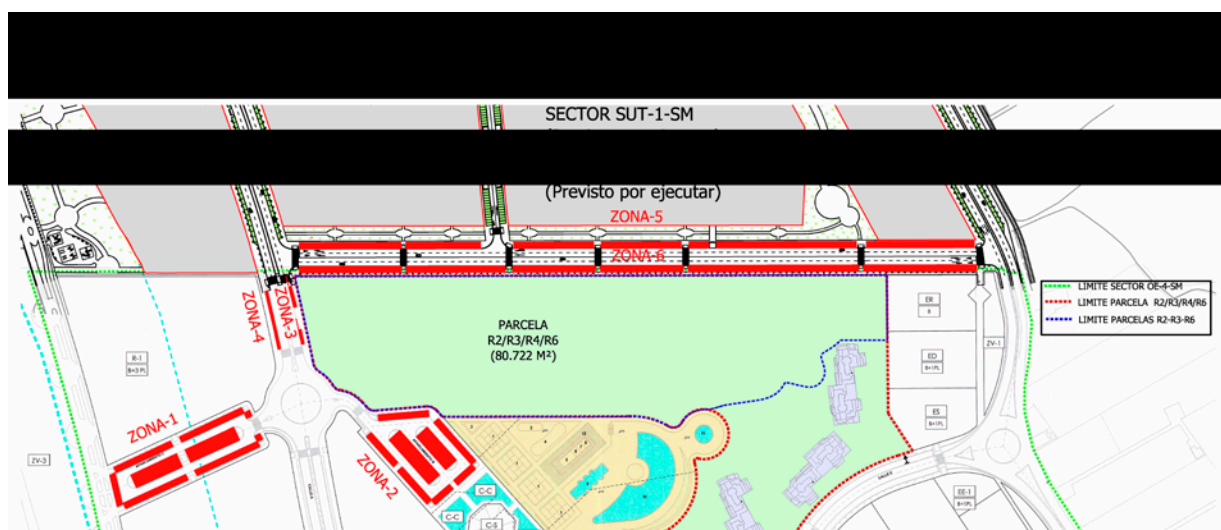 SECTOR SUT-1-SM
(Previsto por ejecutar)
ZONA-5
ZONA-6
ZONA-3
ZONA-4
LIMITE SECTOR OE-4-SM
LIMITE PARCELA R2/R3/R4/R6
LIMITE PARCELAS R2-R3-R6
PARCELA
R2/R3/R4/R6
(80.722 M²)
ER
B
R-1
B+3 PL
ED
B+1PL
ZV-1
ES
B+1PL
ZONA-1
ZONA-2
ZV-3
C-C
C-C
C-S
EE-1
B+1PL